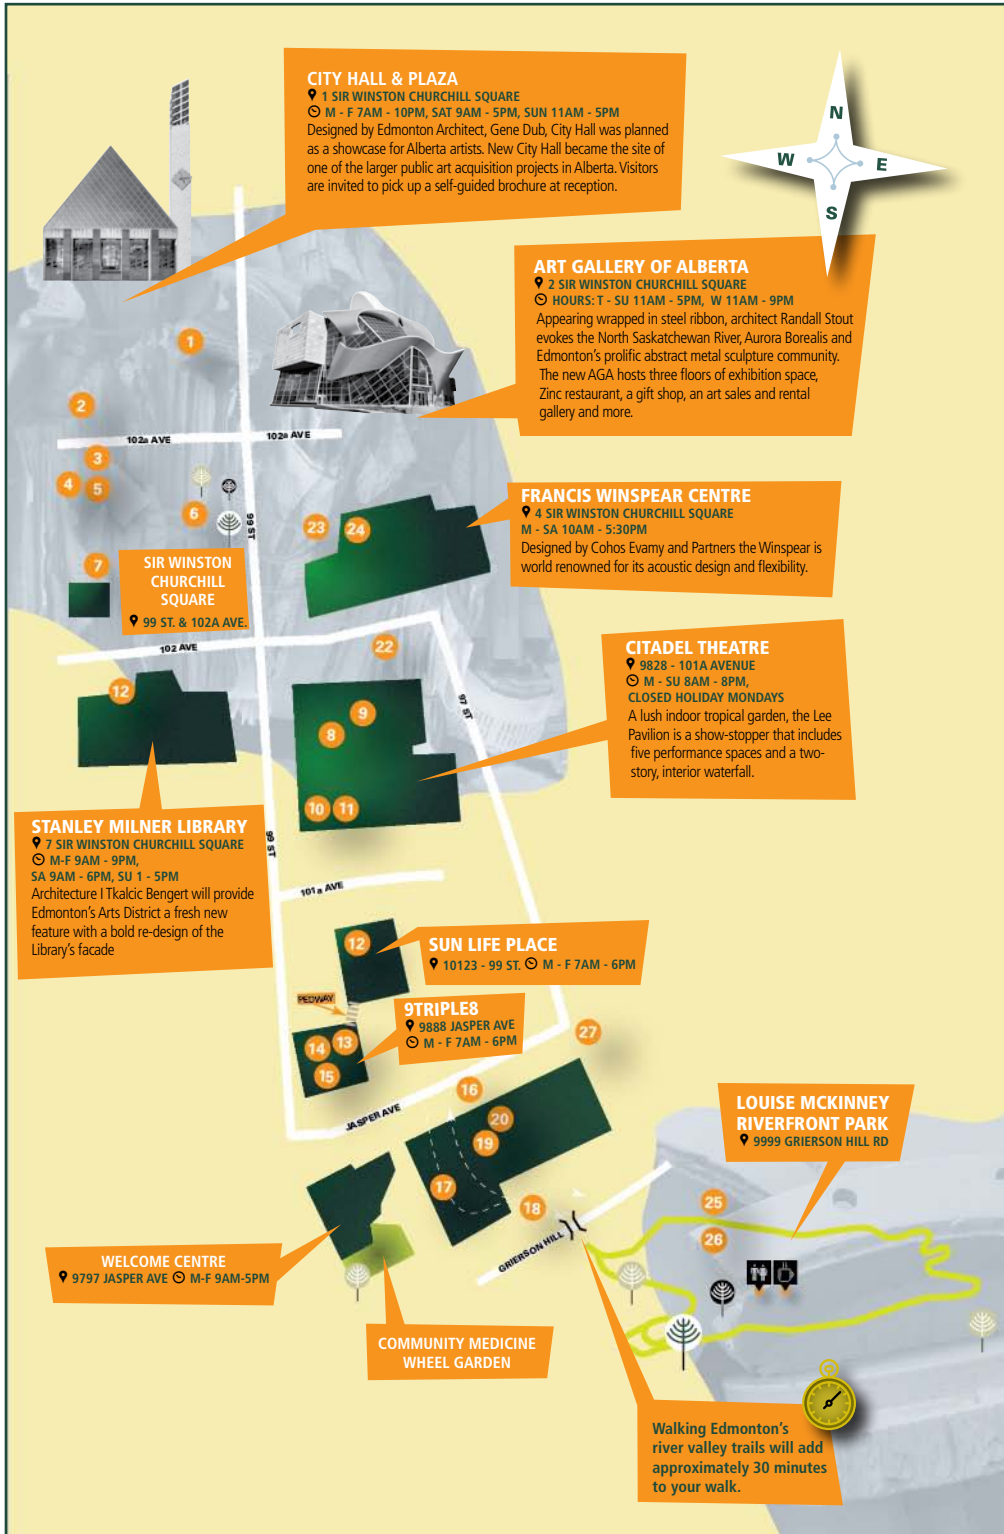 CITY HALL & PLAZA
1 SIR WINSTON CHURCHILL SQUARE
M - F 7AM - 10PM, SAT 9AM - 5PM, SUN 11AM - 5PM
Designed by Edmonton Architect, Gene Dub, City Hall was planned
as a showcase for Alberta artists. New City Hall became the site of
one of the larger public art acquisition projects in Alberta. Visitors
are invited to pick up a self-guided brochure at reception.
N
W
E
S
ART GALLERY OF ALBERTA
2 SIR WINSTON CHURCHILL SQUARE
HOURS: T - SU 11AM - 5PM, W 11AM - 9PM
Appearing wrapped in steel ribbon, architect Randall Stout
evokes the North Saskatchewan River, Aurora Borealis and
Edmonton's prolific abstract metal sculpture community.
The new AGA hosts three floors of exhibition space,
Zinc restaurant, a gift shop, an art sales and rental
gallery and more.
1
2
102a AVE
102a AVE
3
4
5
6
99 ST
23
24
FRANCIS WINSPEAR CENTRE
4 SIR WINSTON CHURCHILL SQUARE
M - SA 10AM - 5:30PM
Designed by Cohos Evamy and Partners the Winspear is
world renowned for its acoustic design and flexibility.
7
SIR WINSTON
CHURCHILL
SQUARE
99 ST. & 102A AVE.
102 AVE
22
97 ST
CITADEL THEATRE
9828 - 101A AVENUE
M - SU 8AM - 8PM,
CLOSED HOLIDAY MONDAYS
A lush indoor tropical garden, the Lee
Pavilion is a show-stopper that includes
five performance spaces and a two-
story, interior waterfall.
12
9
8
10
11
STANLEY MILNER LIBRARY
7 SIR WINSTON CHURCHILL SQUARE
M-F 9AM - 9PM,
SA 9AM - 6PM, SU 1 - 5PM
Architecture I Tkalcic Bengert will provide
Edmonton's Arts District a fresh new
feature with a bold re-design of the
Library's facade
99 ST
101a AVE
12
SUN LIFE PLACE
10123 - 99 ST. M - F 7AM - 6PM
PEDWAY
9TRIPLE8
9888 JASPER AVE
M - F 7AM - 6PM
14
13
15
27
16
JASPER AVE
20
19
17
18
GRIERSON HILL
LOUISE MCKINNEY
RIVERFRONT PARK
9999 GRIERSON HILL RD
25
26
WELCOME CENTRE
9797 JASPER AVE M-F 9AM-5PM
COMMUNITY MEDICINE
WHEEL GARDEN
Walking Edmonton's
river valley trails will add
approximately 30 minutes
to your walk.